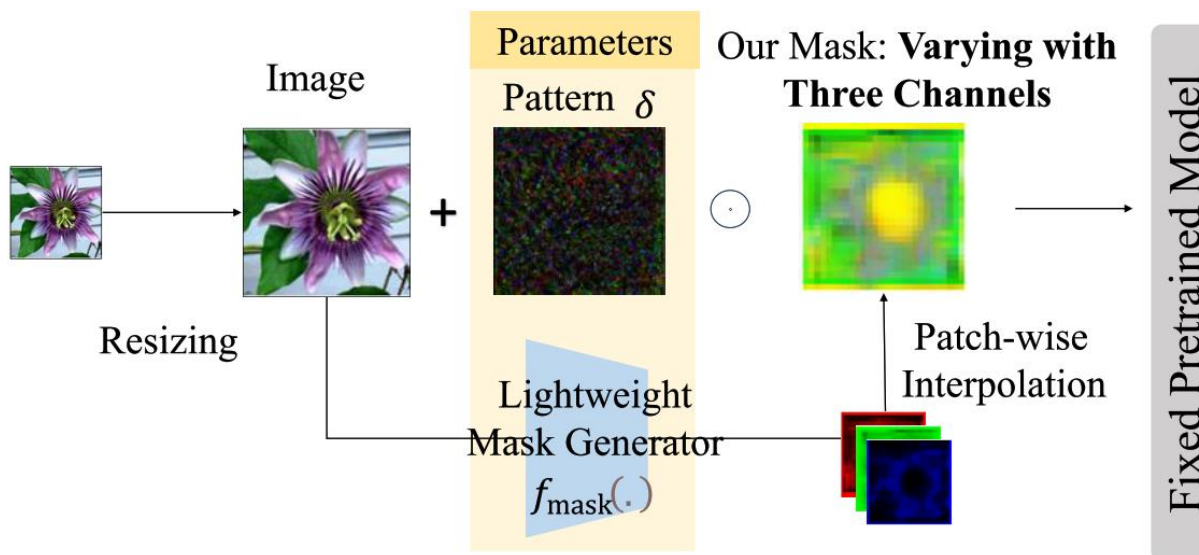 Parameters
Our Mask: Varying with
Three Channels
Image
Pattern δ
+
Resizing
Patch-wise
Interpolation
Lightweight
Mask Generator
fmask(.)
Fixed Pretrained Model